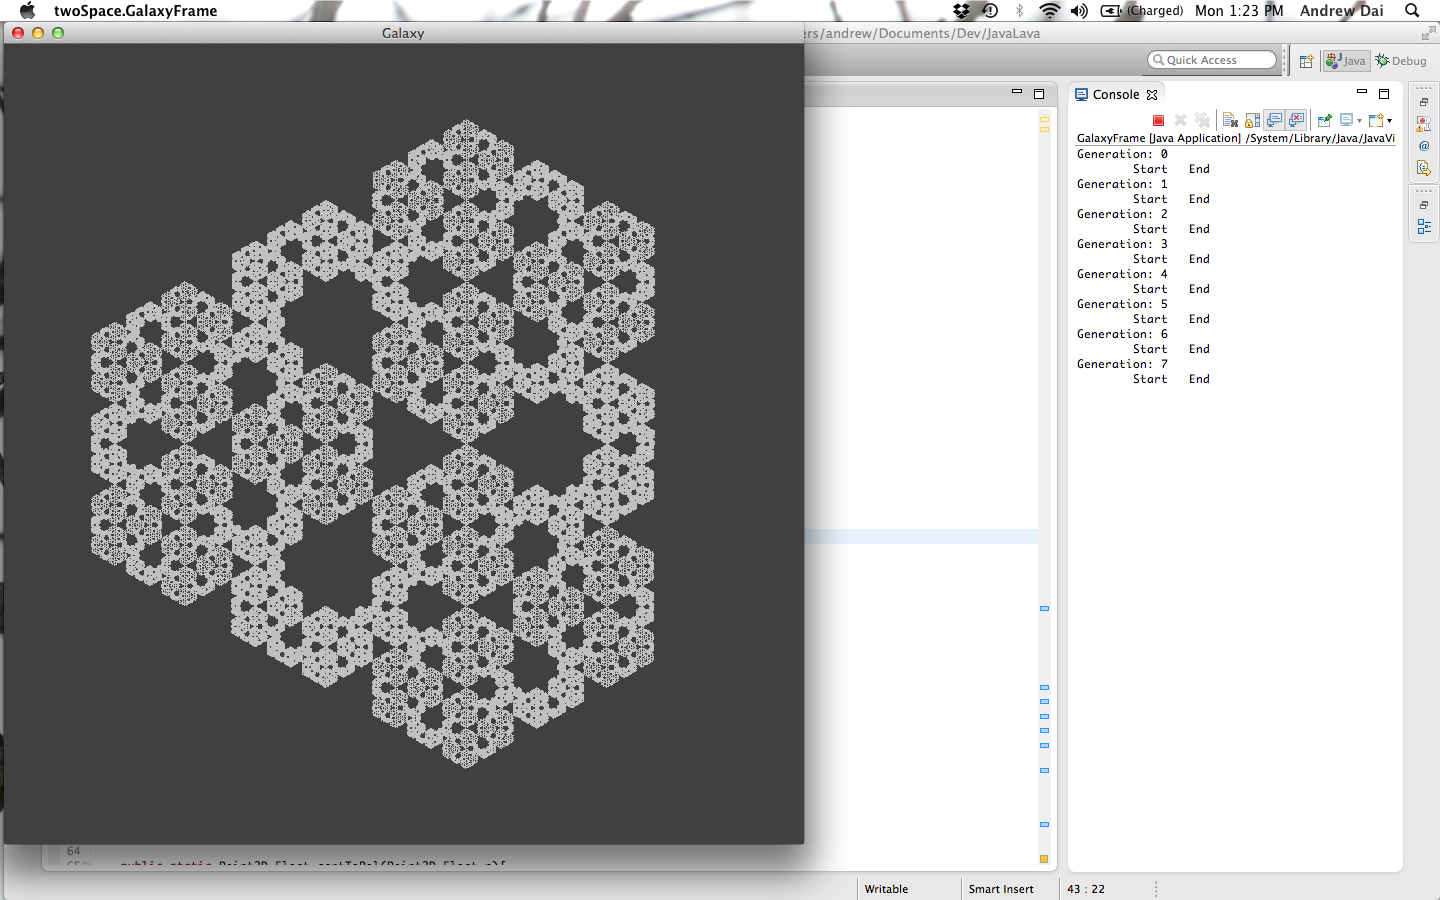 twoSpace.GalaxyFrame
(Charged) Mon 1:23 PM Andrew Dai
Galaxy
ers/andrew/Documents/Dev/JavaLava
Quick Access
Java
Debug
Console
GalaxyFrame [Java Application] /System/Library/Java/JavaVi
Generation: 0
Start End
Generation: 1
Start End
Generation: 2
Start End
Generation: 3
Start End
Generation: 4
Start End
Generation: 5
Start End
Generation: 6
Start End
Generation: 7
Start End
64
public static
Writable
Smart Insert
43 : 22